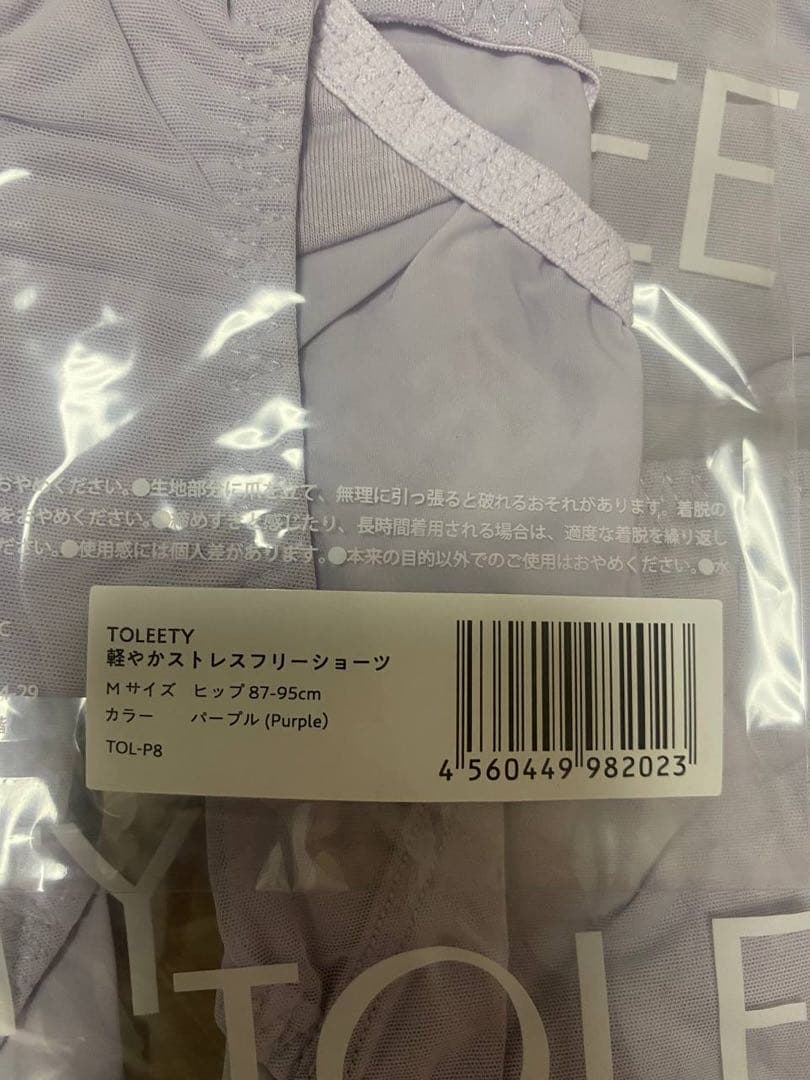 EE
おやめください。●生地部分に爪を立て、無理に引っ張ると破れるおそれがあります。着脱の
をおやめください。●締めすぎと感じたり、長時間着用される場合は、適度な着脱を繰り返し
ださい。●使用感には個人差があります。●本来の目的以外でのご使用はおやめください。●水
TOLEETY
軽やかストレスフリーショーツ
M サイズ ヒップ 87-95cm
カラー パープル (Purple)
TOL-P8
4 560449 982023
Y
TOLE